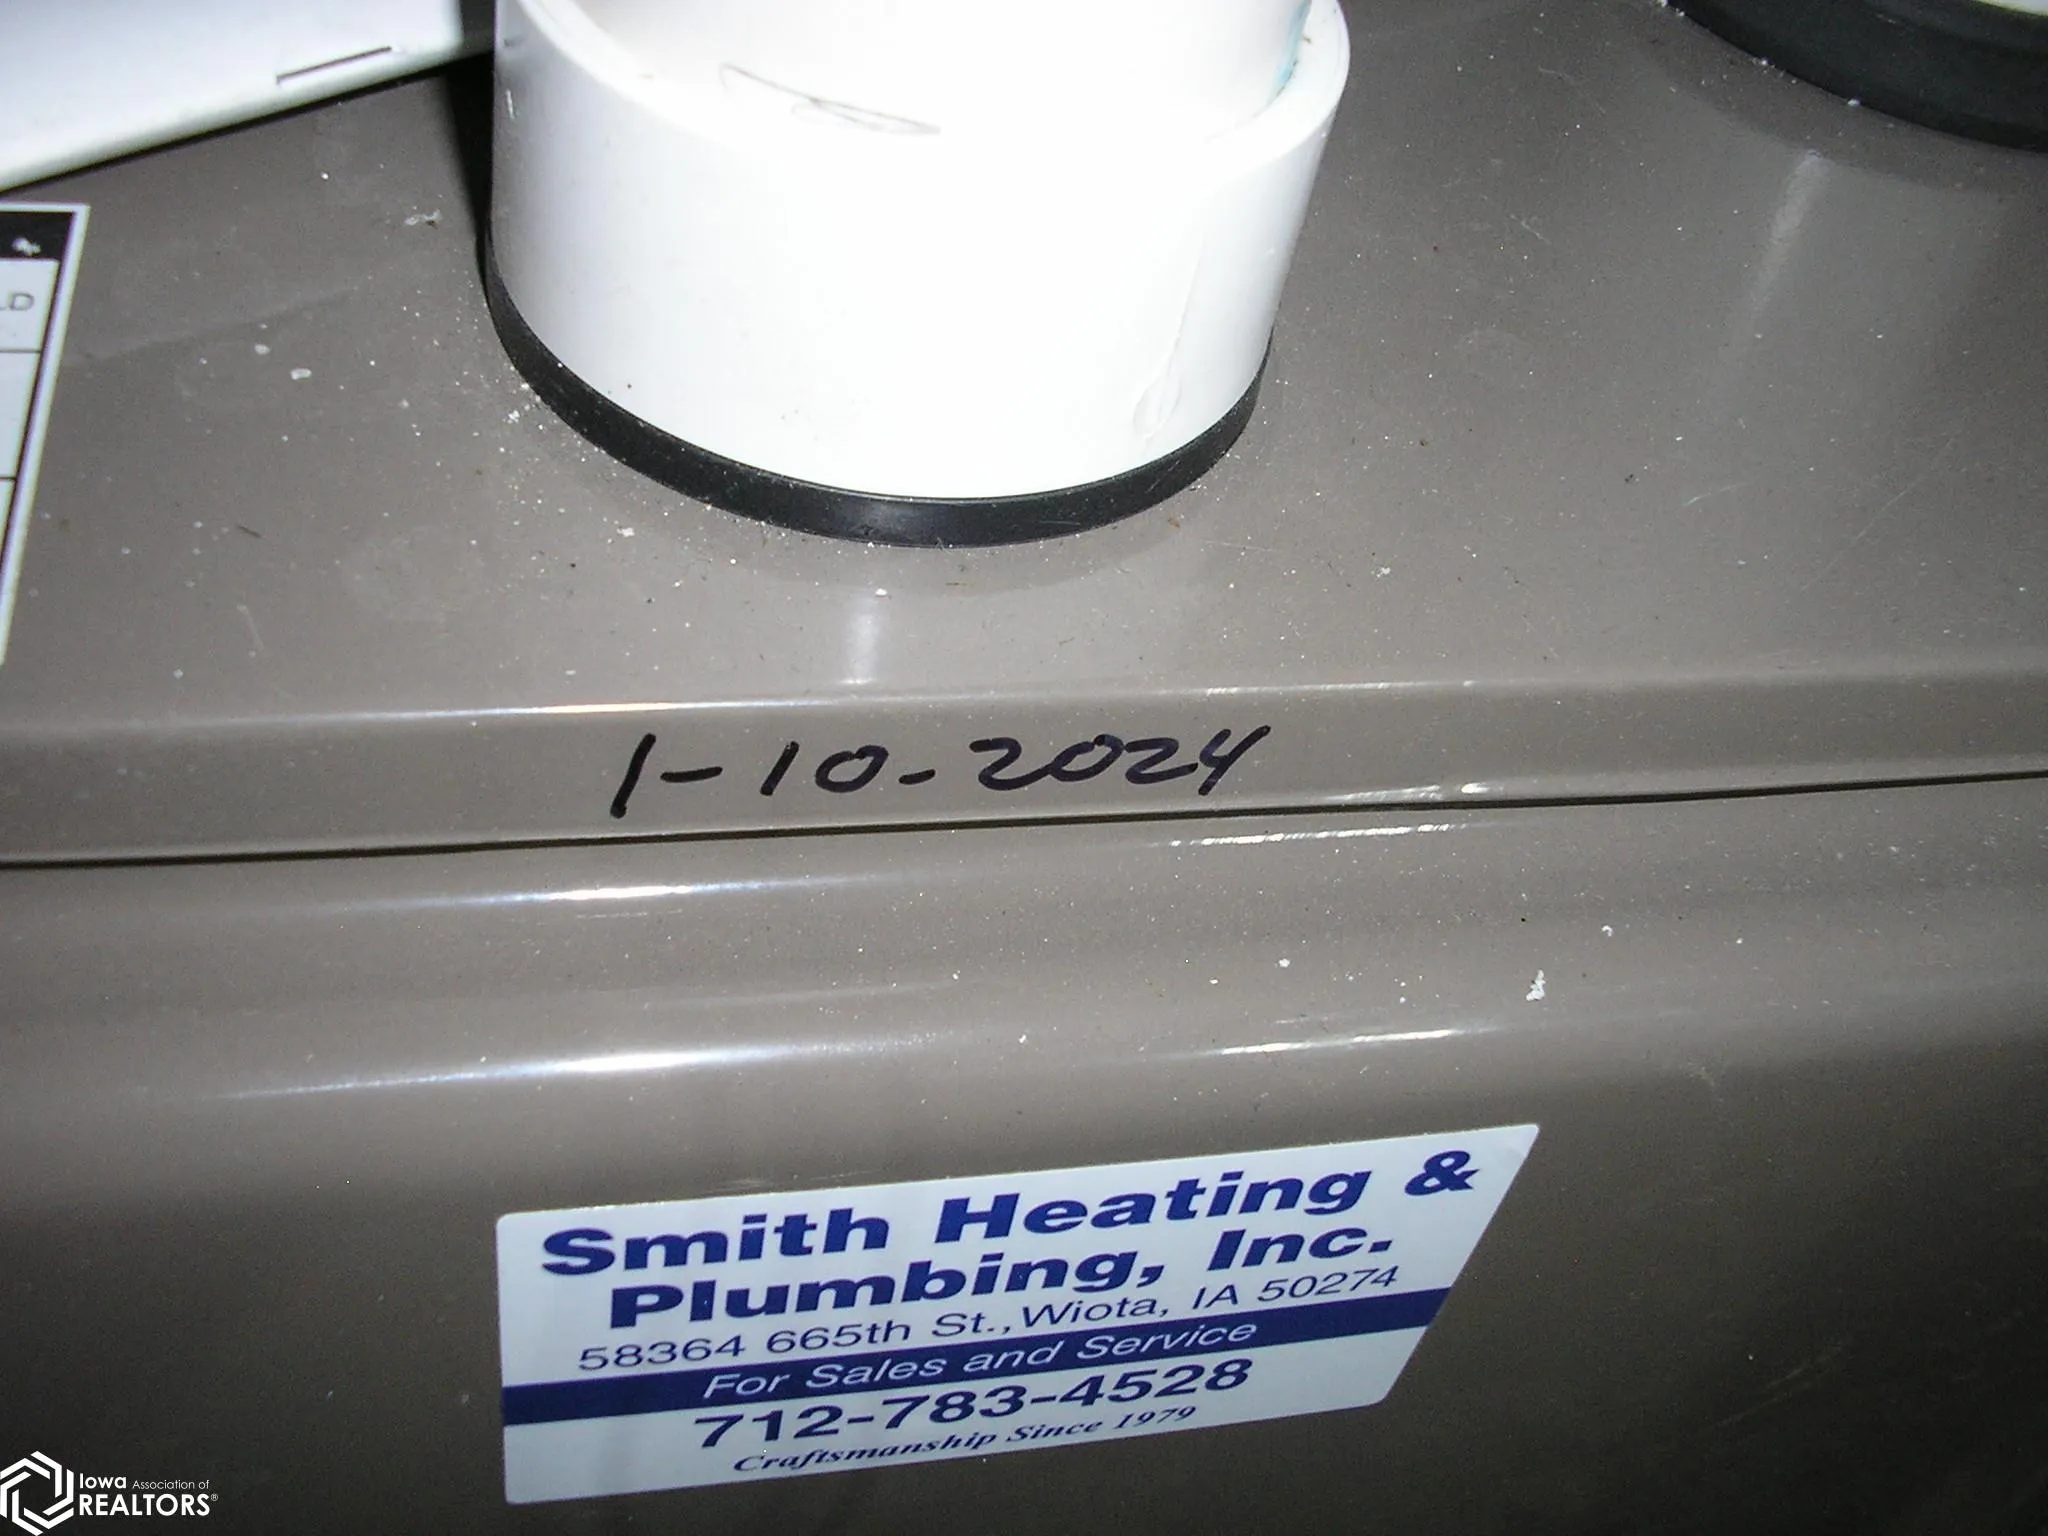 LD
1-10-2024
Smith Heating &
Plumbing, Inc.
58364 665th St., Wiota, IA 50274
For Sales and Service
712-783-4528
Craftsmanship Since 1979
Iowa Association of
REALTORS®